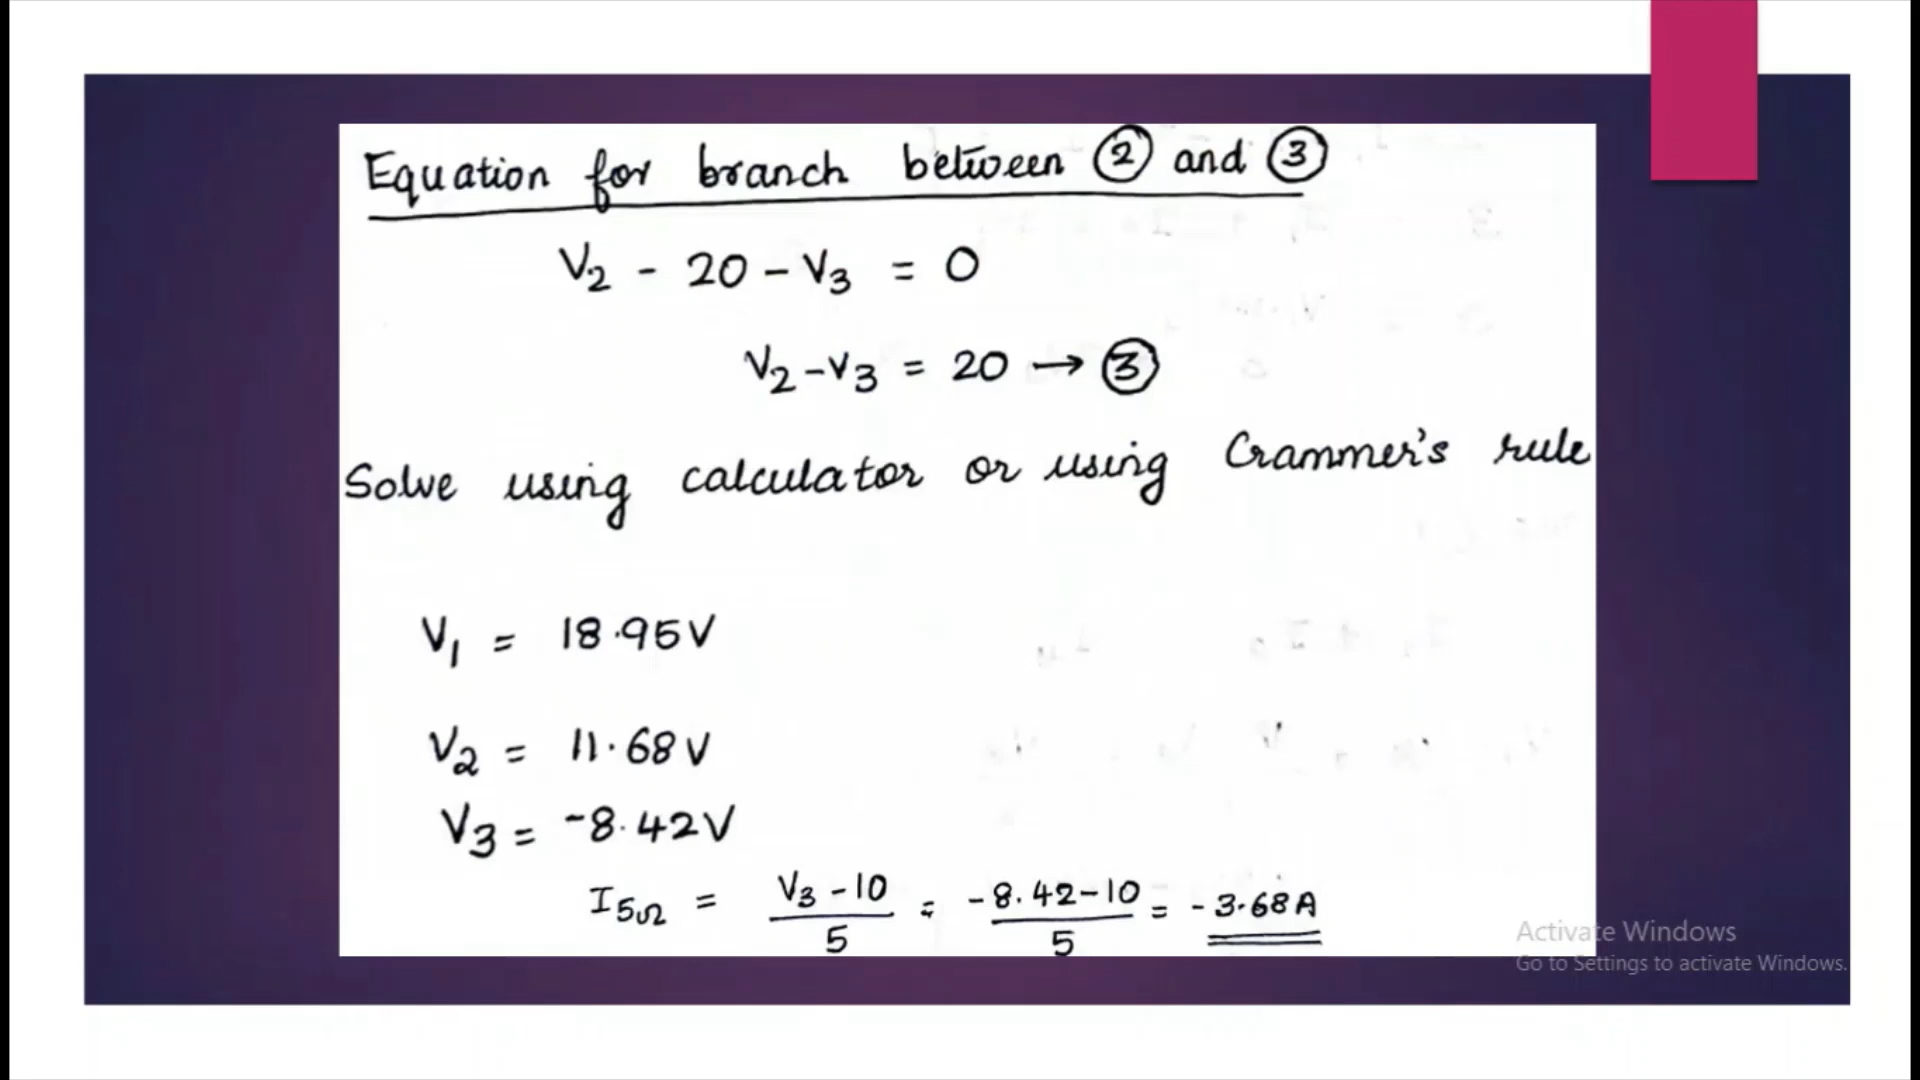 Equation for branch between ② and ③
V₂ - 20 - V₃ = 0
V₂ - V₃ = 20 → ③
Solve using calculator or using Crammer's rule
V₁ = 18.95V
V₂ = 11.68V
V₃ = -8.42V
I₅Ω = (V₃ - 10)/5 = (-8.42-10)/5 = -3.68A
Activate Windows
Go to Settings to activate Windows.